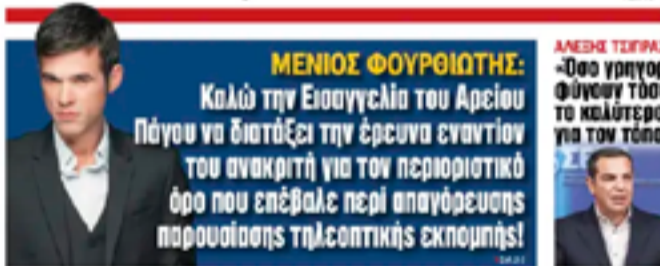 ΜΕΝΙΟΣ ΦΟΥΡΘΙΩΤΗΣ:
Καλώ την Εισαγγελία του Αρείου
Πάγου να διατάξει την έρευνα εναντίον
του ανακριτή για τον περιοριστικό
όρο που επέβαλε περί απαγόρευσης
παρουσίασης τηλεοπτικής εκπομπής!
ΑΛΕΞΗΣ ΤΣΙΠΡΑΣ
«Όσο γρηγορ
φύγουν τόσ
το καλύτερο
για τον τόπο